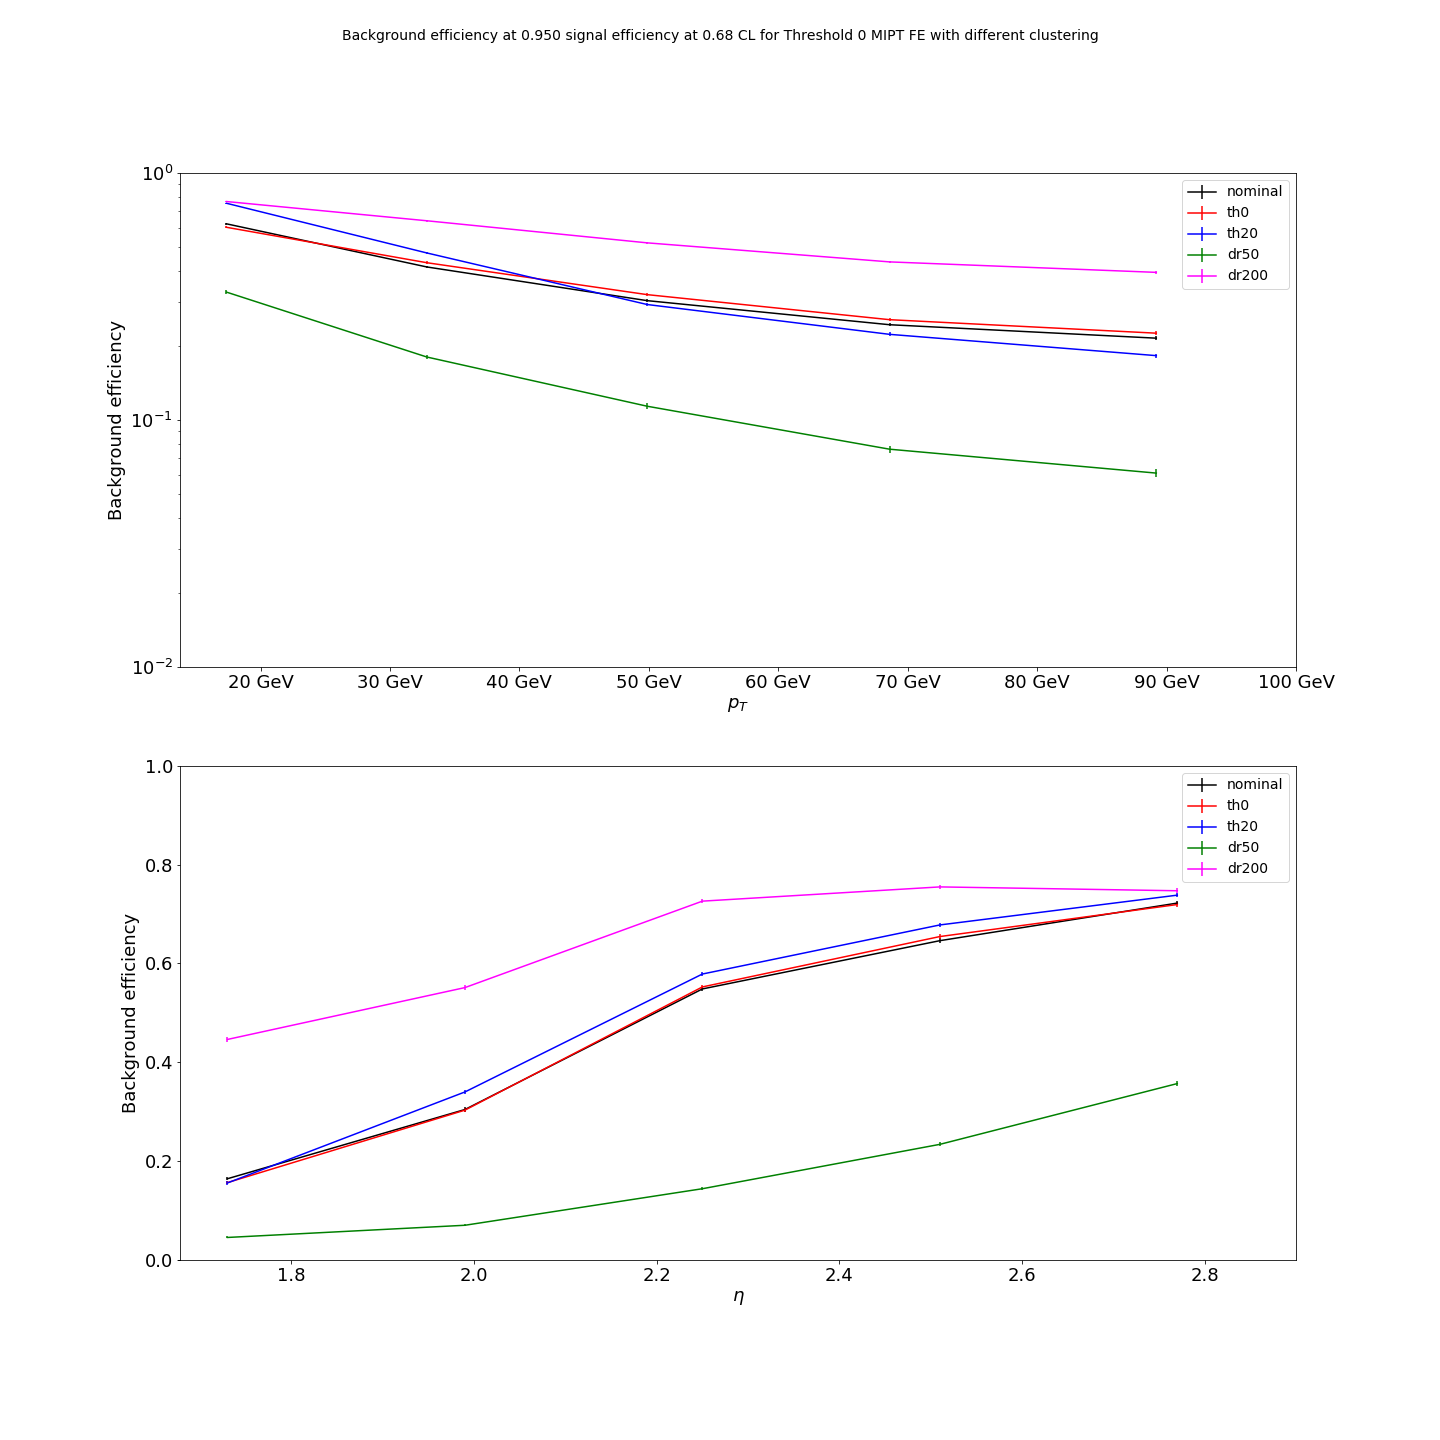 Background efficiency at 0.950 signal efficiency at 0.68 CL for Threshold 0 MIPT FE with different clustering
10^0
10^-1
10^-2
Background efficiency
nominal
th0
th20
dr50
dr200
20 GeV 30 GeV 40 GeV 50 GeV 60 GeV 70 GeV 80 GeV 90 GeV 100 GeV
p_T
1.0
0.8
0.6
0.4
0.2
0.0
Background efficiency
nominal
th0
th20
dr50
dr200
1.8 2.0 2.2 2.4 2.6 2.8
η